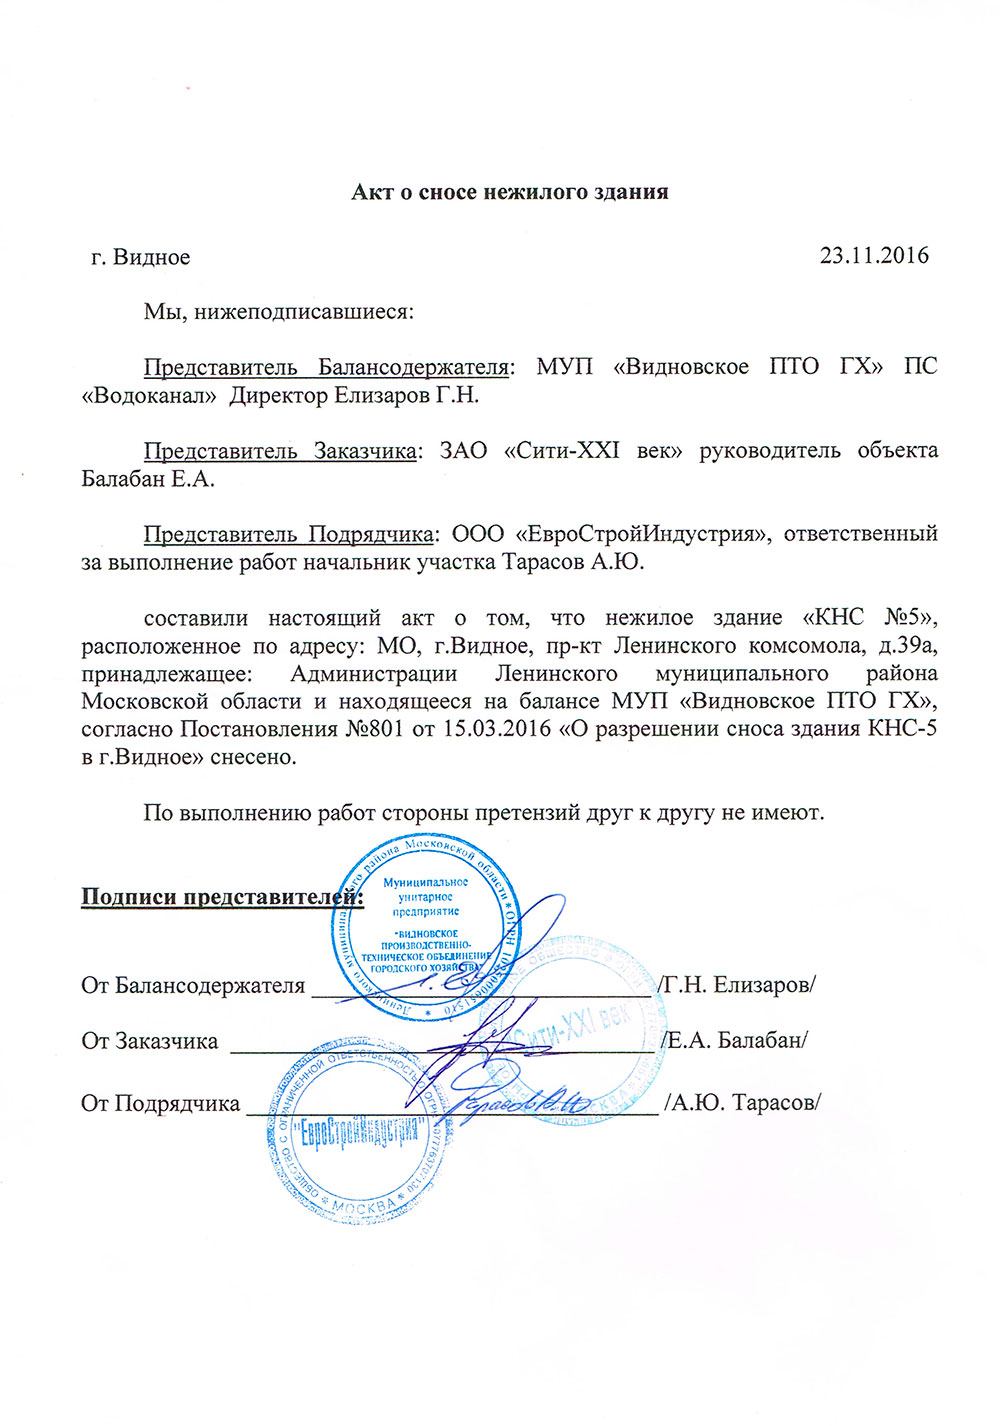 Акт о сносе нежилого здания
г. Видное 23.11.2016
Мы, нижеподписавшиеся:
Представитель Балансодержателя: МУП «Видновское ПТО ГХ» ПС
«Водоканал» Директор Елизаров Г.Н.
Представитель Заказчика: ЗАО «Сити-XXI век» руководитель объекта
Балабан Е.А.
Представитель Подрядчика: ООО «ЕвроСтройИндустрия», ответственный
за выполнение работ начальник участка Тарасов А.Ю.
составили настоящий акт о том, что нежилое здание «КНС №5»,
расположенное по адресу: МО, г.Видное, пр-кт Ленинского комсомола, д.39а,
принадлежащее: Администрации Ленинского муниципального района
Московской области и находящееся на балансе МУП «Видновское ПТО ГХ»,
согласно Постановления №801 от 15.03.2016 «О разрешении сноса здания КНС-5
в г.Видное» снесено.
По выполнению работ стороны претензий друг к другу не имеют.
Ленинского муниципального района Московской области * ОГРН
Муниципальное
унитарное
предприятие
"ВИДНОВСКОЕ
ПРОИЗВОДСТВЕННО-
ТЕХНИЧЕСКОЕ ОБЪЕДИНЕНИЕ
ГОРОДСКОГО ХОЗЯЙСТВА"
Подписи представителей:
От Балансодержателя /Г.Н. Елизаров/
От Заказчика /Е.А. Балабан/
Сити-XXI век
От Подрядчика /А.Ю. Тарасов/
ОБЩЕСТВО С ОГРАНИЧЕННОЙ ОТВЕТСТВЕННОСТЬЮ
"ЕвроСтройИндустрия"
* МОСКВА *